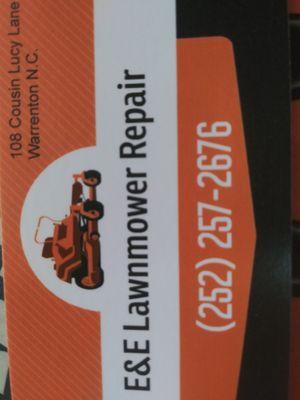 108 Cousin Lucy Lane
Warrenton N.C.
E&E Lawnmower Repair
(252) 257-2676